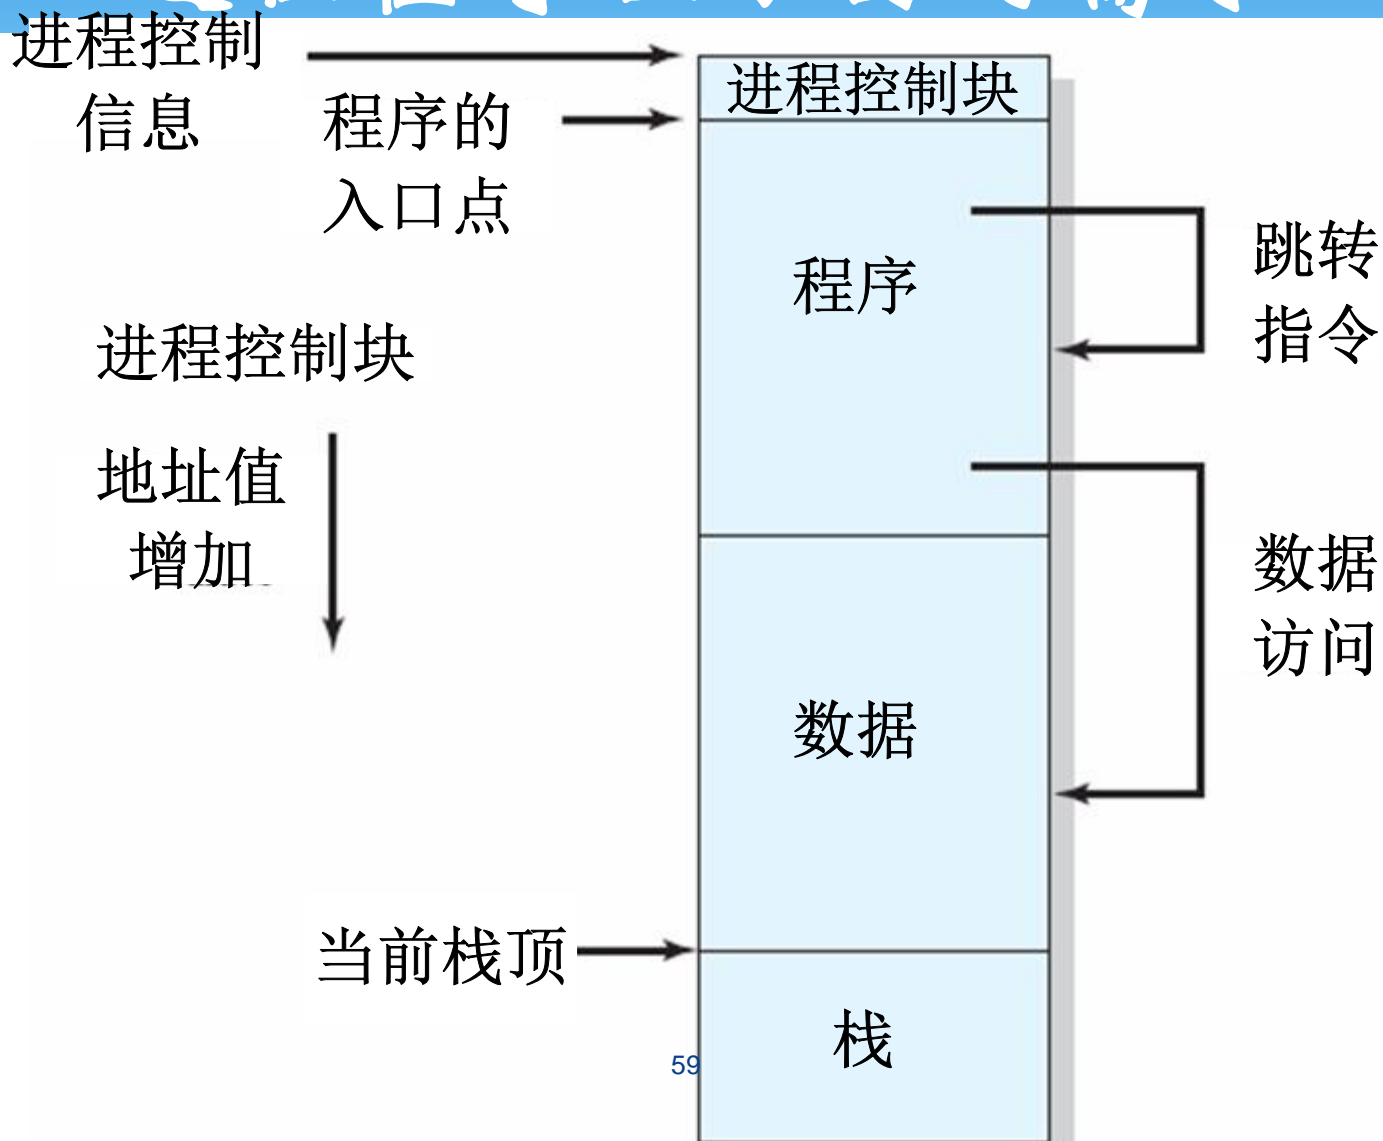 进程控制
信息
程序的
入口点
进程控制块
地址值
增加
当前栈顶
进程控制块
程序
数据
栈
跳转
指令
数据
访问
59